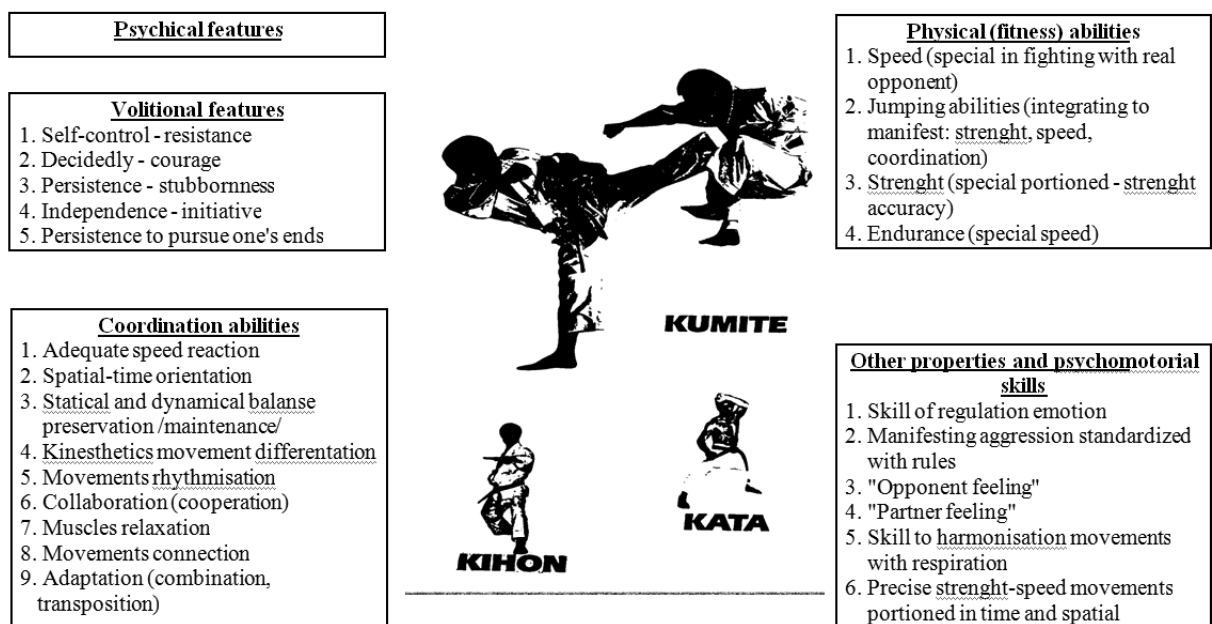 Psychical features
Volitional features
1. Self-control - resistance
2. Decidedly - courage
3. Persistence - stubbornness
4. Independence - initiative
5. Persistence to pursue one's ends
Coordination abilities
1. Adequate speed reaction
2. Spatial-time orientation
3. Statical and dynamical balanse
preservation /maintenance/
4. Kinesthetics movement differentation
5. Movements rhythmisation
6. Collaboration (cooperation)
7. Muscles relaxation
8. Movements connection
9. Adaptation (combination,
transposition)
KUMITE
KATA
KIHON
Physical (fitness) abilities
1. Speed (special in fighting with real
opponent)
2. Jumping abilities (integrating to
manifest: strenght, speed,
coordination)
3. Strenght (special portioned - strenght
accuracy)
4. Endurance (special speed)
Other properties and psychomotorial
skills
1. Skill of regulation emotion
2. Manifesting aggression standardized
with rules
3. "Opponent feeling"
4. "Partner feeling"
5. Skill to harmonisation movements
with respiration
6. Precise strenght-speed movements
portioned in time and spatial